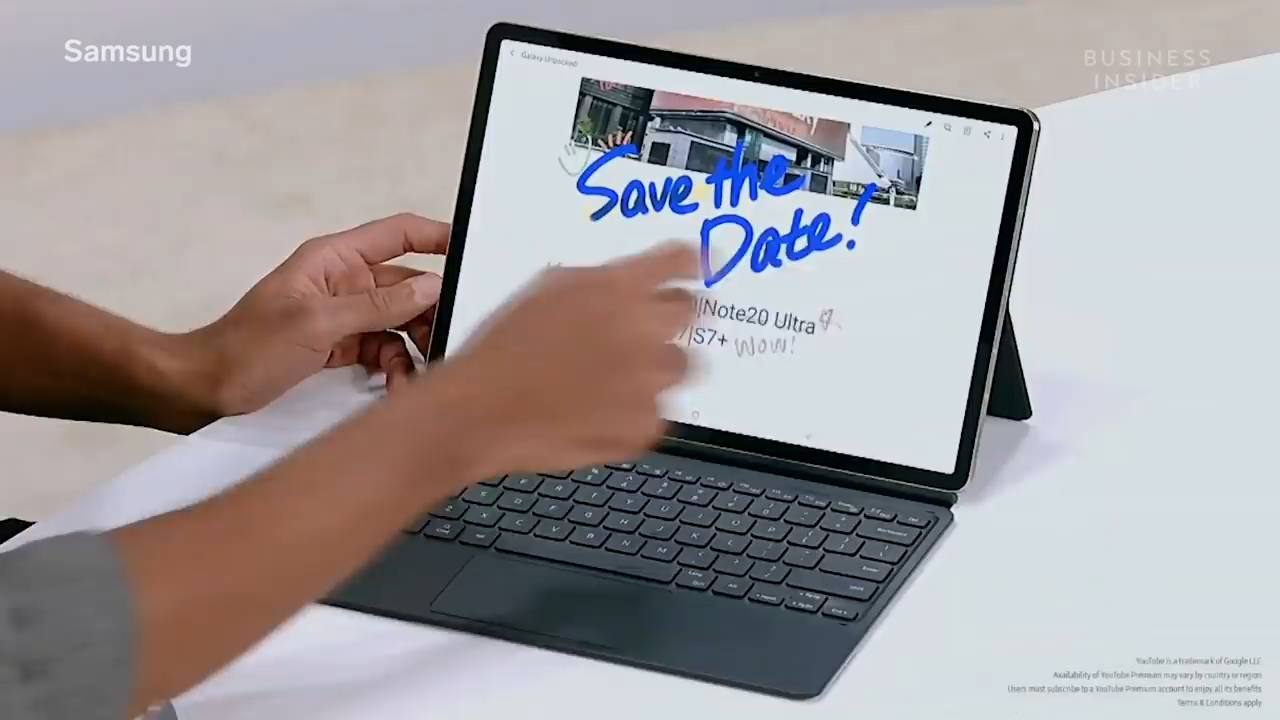 Samsung
BUSINESS
INSIDER
Galaxy Unpacked
Save the
Date!
|Note20 Ultra
|S7+ Wow!
YouTube is a trademark of Google LLC
Availability of YouTube Premium may vary by country or region
Users must subscribe to a YouTube Premium account to enjoy all its benefits
Terms & Conditions apply